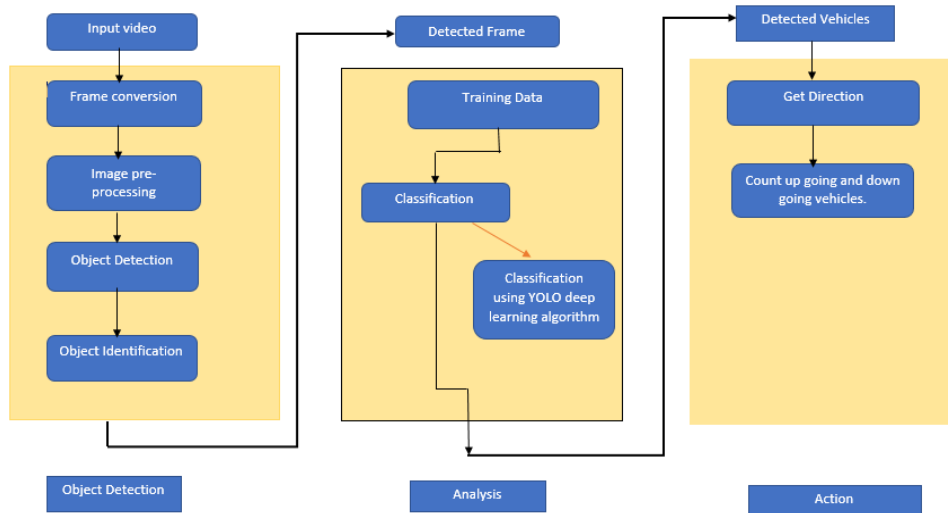 Input video
Frame conversion
Image pre-
processing
Object Detection
Object Identification
Object Detection
Detected Frame
Training Data
Classification
Classification
using YOLO deep
learning algorithm
Analysis
Detected Vehicles
Get Direction
Count up going and down
going vehicles.
Action